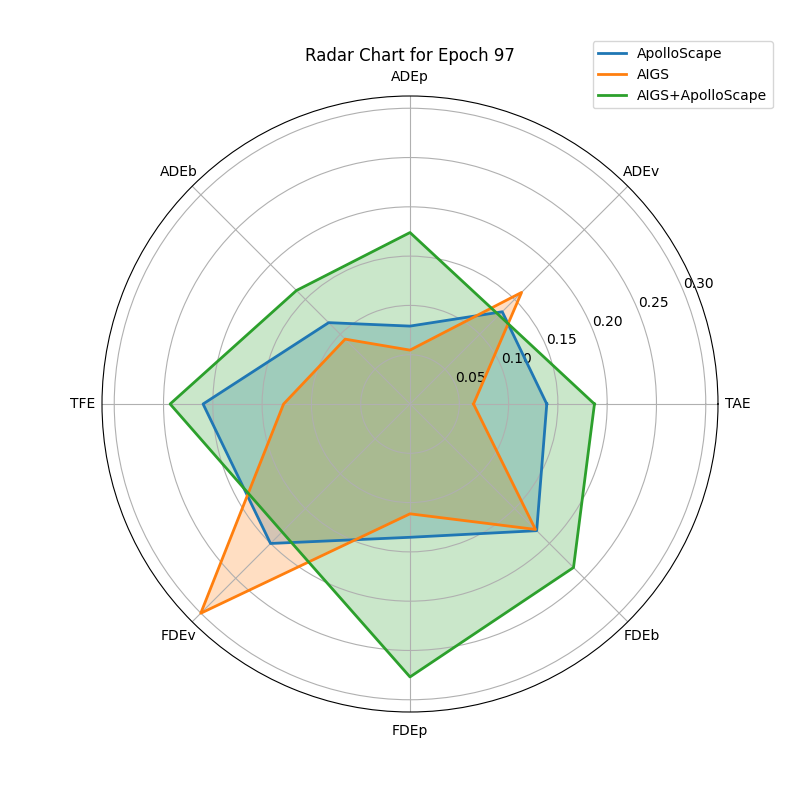 Radar Chart for Epoch 97
ApolloScape
AIGS
AIGS+ApolloScape
ADEp
ADEb
ADEv
0.30
0.25
0.20
0.15
0.10
0.05
TFE
TAE
FDEv
FDEb
FDEp